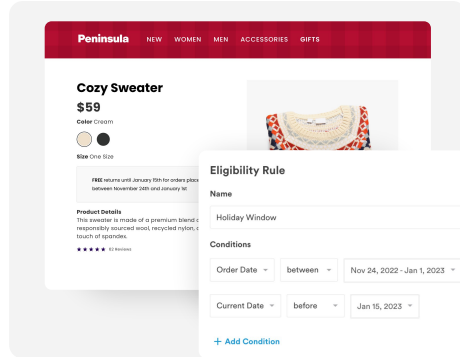 Peninsula NEW WOMEN MEN ACCESSORIES GIFTS
Cozy Sweater
$59
Color Cream
Size One Size
FREE returns until January 15th for orders plac
between November 24th and January 1st
Product Details
This sweater is made of a premium blend o
responsibly sourced wool, recycled nylon, c
touch of spandex.
82 Reviews
Eligibility Rule
Name
Holiday Window
Conditions
Order Date between Nov 24, 2022 - Jan 1, 2023
Current Date before Jan 15, 2023
+ Add Condition